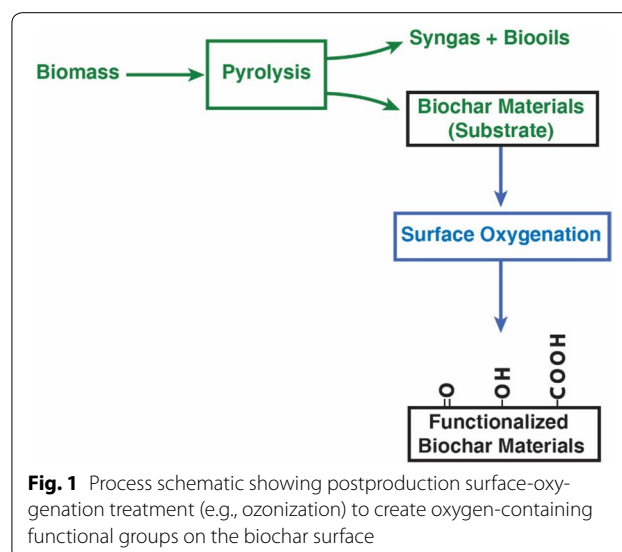 Syngas + Biooils
Biomass
Pyrolysis
Biochar Materials
(Substrate)
Surface Oxygenation
=O
-OH
-COOH
Functionalized
Biochar Materials
Fig. 1 Process schematic showing postproduction surface-oxy-
genation treatment (e.g., ozonization) to create oxygen-containing
functional groups on the biochar surface